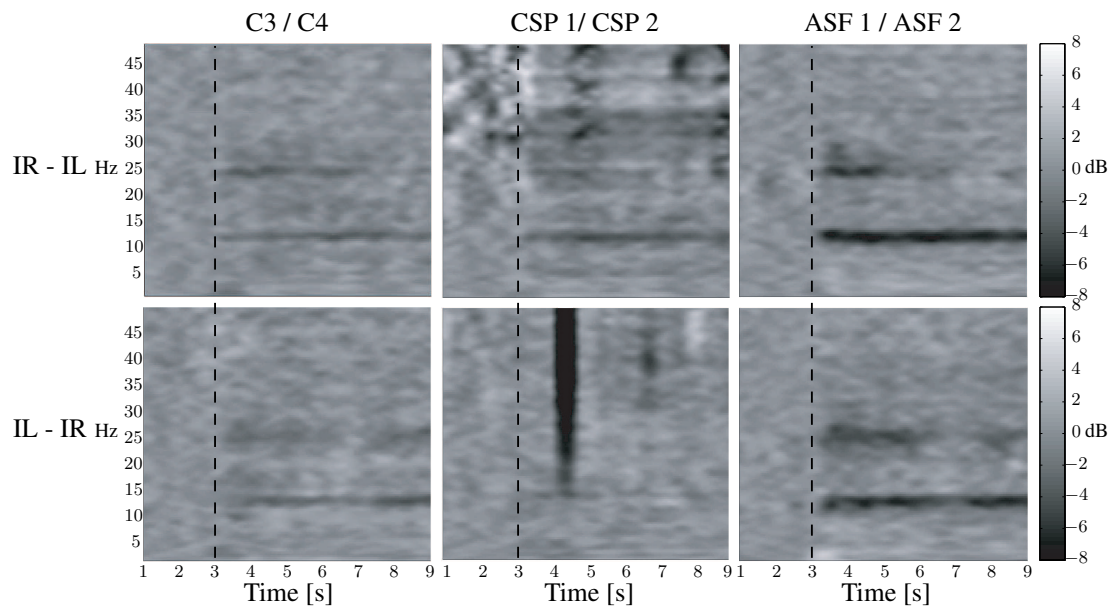 C3 / C4
CSP 1/ CSP 2
ASF 1 / ASF 2
IR - IL Hz
45
40
35
30
25
20
15
10
5
8
6
4
2
0 dB
−2
−4
−6
−8
IL - IR Hz
45
40
35
30
25
20
15
10
5
8
6
4
2
0 dB
−2
−4
−6
−8
1 2 3 4 5 6 7 8 9
2 3 4 5 6 7 8 9
1 2 3 4 5 6 7 8 9
Time [s]
Time [s]
Time [s]